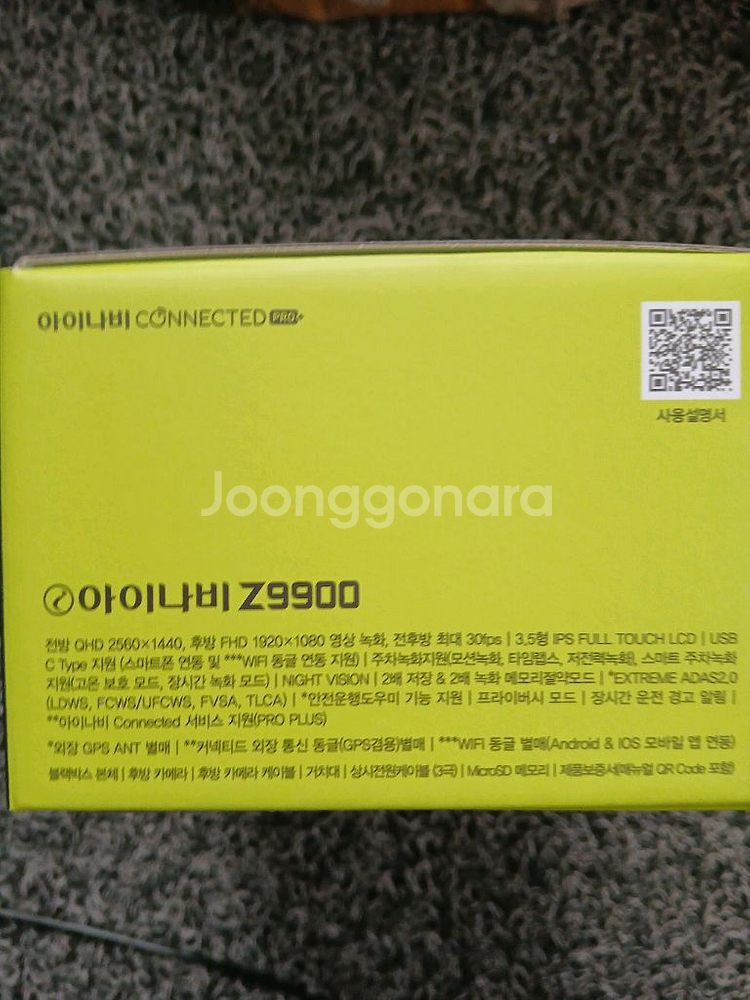 아이나비 CONNECTED PRO+
사용설명서
Joonggonara
아이나비 Z9900
전방 QHD 2560×1440, 후방 FHD 1920×1080 영상 녹화, 전후방 최대 30fps | 3.5형 IPS FULL TOUCH LCD | USB
C Type 지원 (스마트폰 연동 및 ***WIFI 동글 연동 지원) | 주차녹화지원(모션녹화, 타임랩스, 저전력녹화), 스마트 주차녹화
지원(고온 보호 모드, 장시간 녹화 모드) | NIGHT VISION | 2배 저장 & 2배 녹화 메모리절약모드 | *EXTREME ADAS2.0
(LDWS, FCWS/UFCWS, FVSA, TLCA) | *안전운행도우미 기능 지원 | 프라이버시 모드 | 장시간 운전 경고 알림 |
**아이나비 Connected 서비스 지원(PRO PLUS)
*외장 GPS ANT 별매 | **커넥티드 외장 통신 동글(GPS겸용)별매 | ***WIFI 동글 별매(Android & IOS 모바일 앱 연동)
블랙박스 본체 | 후방 카메라 | 후방 카메라 케이블 | 거치대 | 상시전원케이블 (3극) | MicroSD 메모리 | 제품보증서(매뉴얼 QR Code 포함)